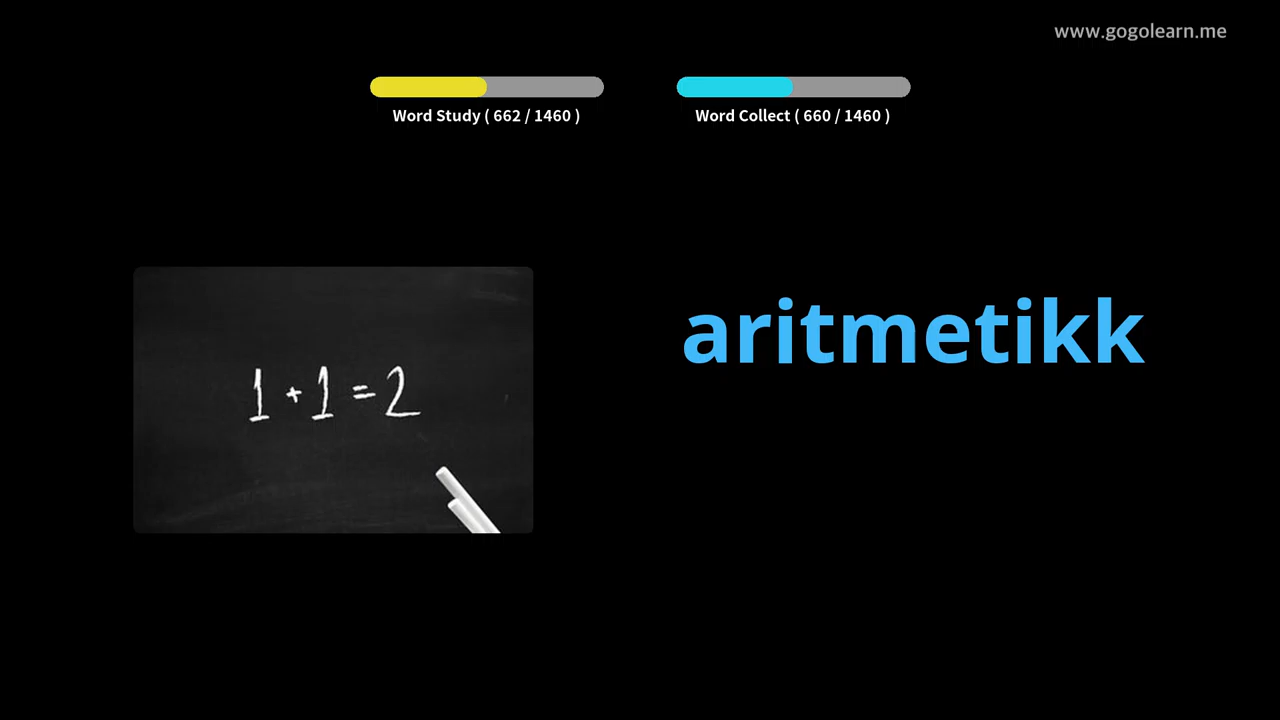 www.gogolearn.me
Word Study ( 662 / 1460 )
Word Collect ( 660 / 1460 )
aritmetikk
1 + 1 = 2